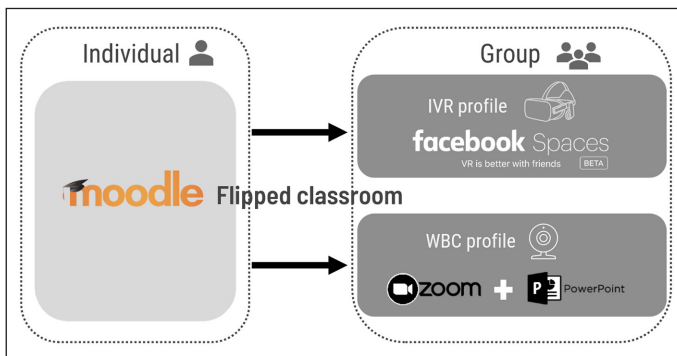 Individual
Group
moodle Flipped classroom
IVR profile
facebook Spaces
VR is better with friends BETA
WBC profile
zoom + P PowerPoint